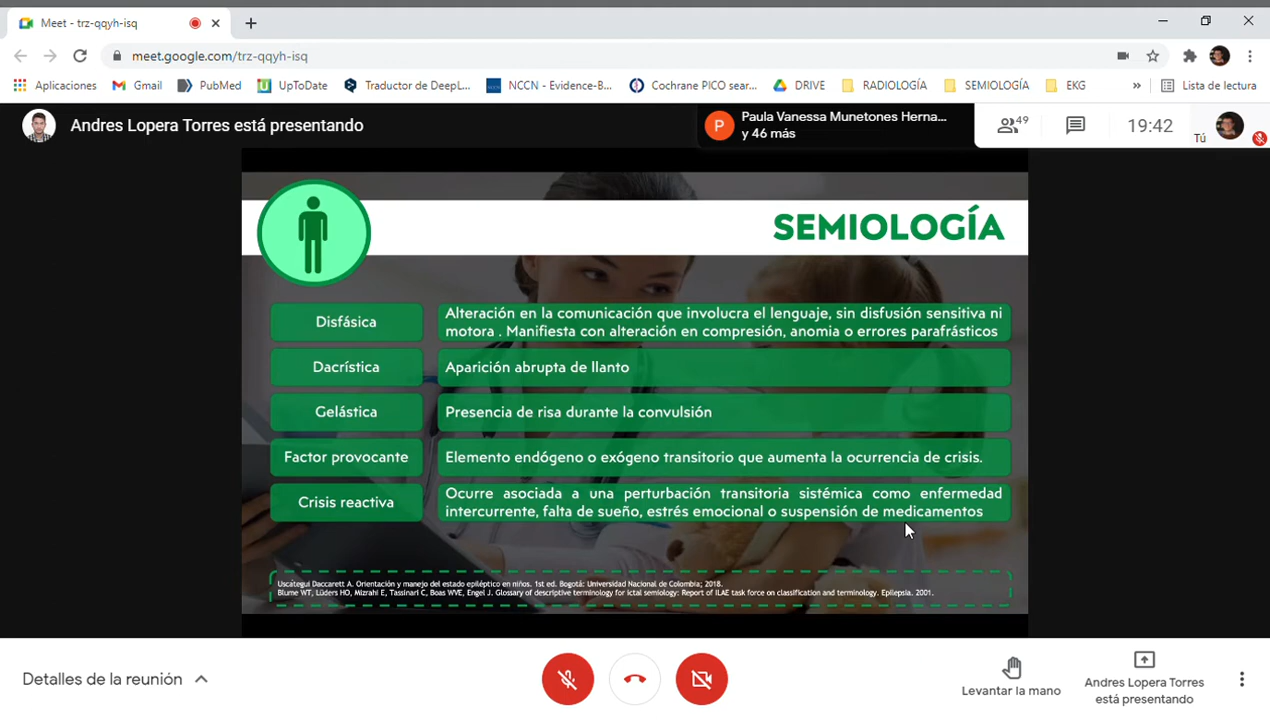 Meet - trz-qqyh-isq
meet.google.com/trz-qqyh-isq
Aplicaciones
Gmail
PubMed
UpToDate
Traductor de DeepL...
NCCN - Evidence-B...
Cochrane PICO sear...
DRIVE
RADIOLOGÍA
SEMIOLOGÍA
EKG
»
Lista de lectura
Andres Lopera Torres está presentando
P
Paula Vanessa Munetones Herna...
y 46 más
49
19:42
Tú
SEMIOLOGÍA
Disfásica
Alteración en la comunicación que involucra el lenguaje, sin disfusión sensitiva ni
motora . Manifiesta con alteración en compresión, anomia o errores parafrásticos
Dacrística
Aparición abrupta de llanto
Gelástica
Presencia de risa durante la convulsión
Factor provocante
Elemento endógeno o exógeno transitorio que aumenta la ocurrencia de crisis.
Crisis reactiva
Ocurre asociada a una perturbación transitoria sistémica como enfermedad
intercurrente, falta de sueño, estrés emocional o suspensión de medicamentos
Uscátegui Daccarett A. Orientación y manejo del estado epiléptico en niños. 1st ed. Bogotá: Universidad Nacional de Colombia; 2018.
Blume WT, Lüders HO, Mizrahi E, Tassinari C, Boas WVE, Engel J. Glossary of descriptive terminology for ictal semiology: Report of ILAE task force on classification and terminology. Epilepsia. 2001.
Detalles de la reunión
Levantar la mano
Andres Lopera Torres
está presentando